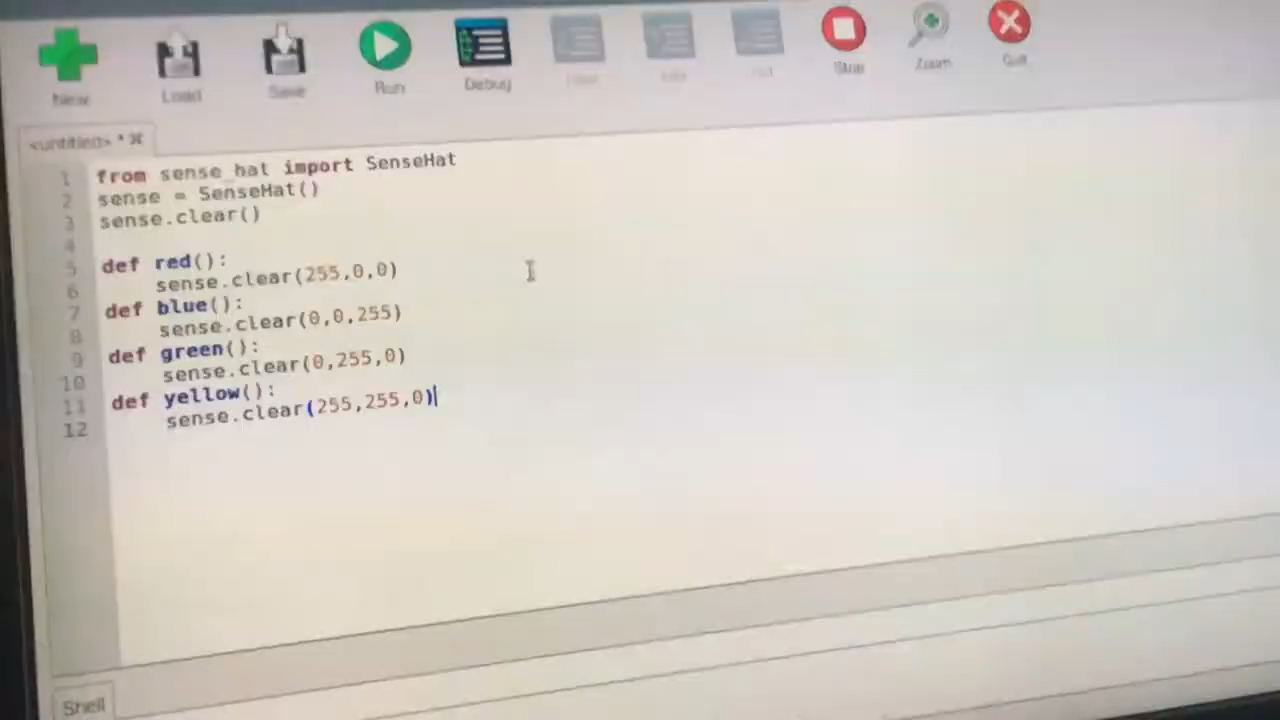 New Load Save Run Debug Stop Zoom Quit
<untitled> *
1 from sense_hat import SenseHat
2 sense = SenseHat()
3 sense.clear()
4
5 def red():
6 sense.clear(255,0,0)
7 def blue():
8 sense.clear(0,0,255)
9 def green():
10 sense.clear(0,255,0)
11 def yellow():
12 sense.clear(255,255,0)
Shell